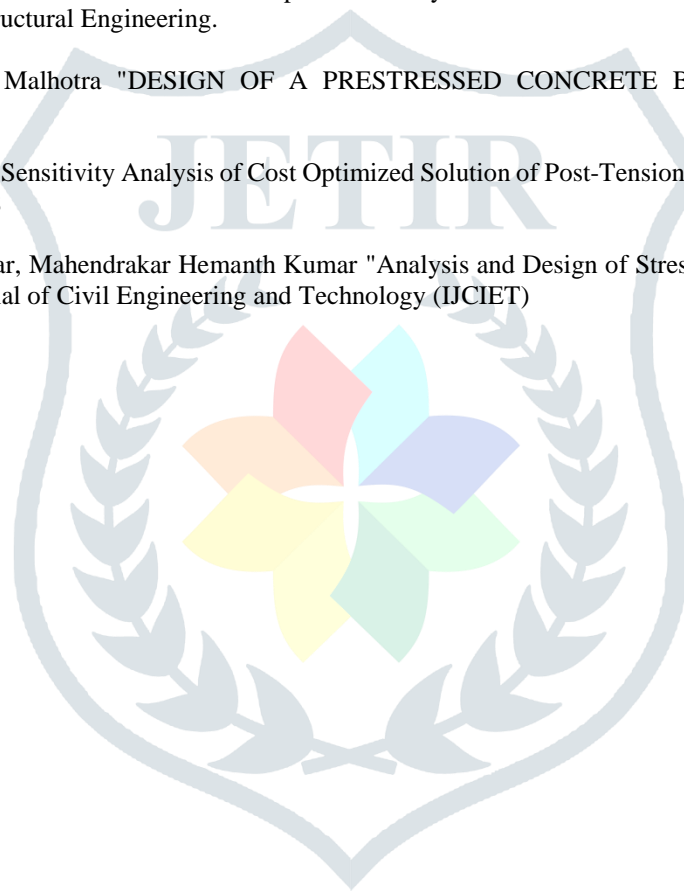 uctural Engineering.
Malhotra "DESIGN OF A PRESTRESSED CONCRETE B
Sensitivity Analysis of Cost Optimized Solution of Post-Tension
ar, Mahendrakar Hemanth Kumar "Analysis and Design of Stres
al of Civil Engineering and Technology (IJCIET)
JETIR